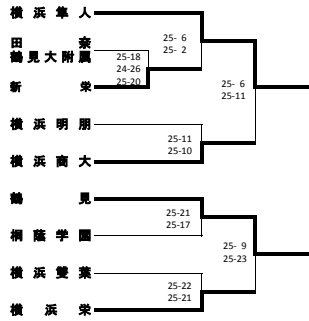 横浜隼人
25- 6
25- 2
田奈
鶴見大附属
25-18
24-26
25-20
新栄
25- 6
25-11
横浜明朋
25-11
25-10
横浜商大
鶴見
25-21
25-17
桐蔭学園
25- 9
25-23
横浜雙葉
25-22
25-21
横浜栄